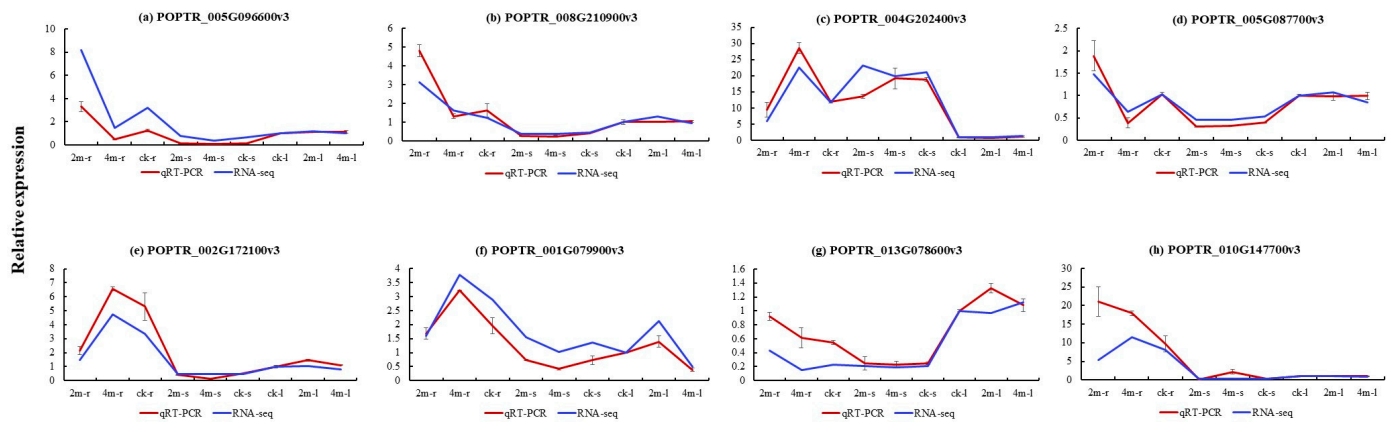 Relative expression
(a) POPTR_005G096600v3
10
8
6
4
2
0
2m-r 4m-r ck-r 2m-s 4m-s ck-s ck-l 2m-l 4m-l
qRT-PCR RNA-seq
(b) POPTR_008G210900v3
6
5
4
3
2
1
0
2m-r 4m-r ck-r 2m-s 4m-s ck-s ck-l 2m-l 4m-l
qRT-PCR RNA-seq
(c) POPTR_004G202400v3
35
30
25
20
15
10
5
0
2m-r 4m-r ck-r 2m-s 4m-s ck-s ck-l 2m-l 4m-l
qRT-PCR RNA-seq
(d) POPTR_005G087700v3
2.5
2
1.5
1
0.5
0
2m-r 4m-r ck-r 2m-s 4m-s ck-s ck-l 2m-l 4m-l
qRT-PCR RNA-seq
(e) POPTR_002G172100v3
8
7
6
5
4
3
2
1
0
2m-r 4m-r ck-r 2m-s 4m-s ck-s ck-l 2m-l 4m-l
qRT-PCR RNA-seq
(f) POPTR_001G079900v3
4
3.5
3
2.5
2
1.5
1
0.5
0
2m-r 4m-r ck-r 2m-s 4m-s ck-s ck-l 2m-l 4m-l
qRT-PCR RNA-seq
(g) POPTR_013G078600v3
1.6
1.4
1.2
1
0.8
0.6
0.4
0.2
0
2m-r 4m-r ck-r 2m-s 4m-s ck-s ck-l 2m-l 4m-l
qRT-PCR RNA-seq
(h) POPTR_010G147700v3
30
25
20
15
10
5
0
2m-r 4m-r ck-r 2m-s 4m-s ck-s ck-l 2m-l 4m-l
qRT-PCR RNA-seq